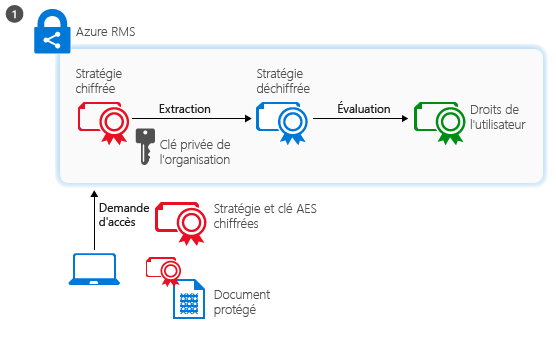 1
Azure RMS
Stratégie
chiffrée
Extraction
Stratégie
déchiffrée
Évaluation
Droits de
l'utilisateur
Clé privée de
l'organisation
Demande
d'accès
Stratégie et clé AES
chiffrées
Document
protégé